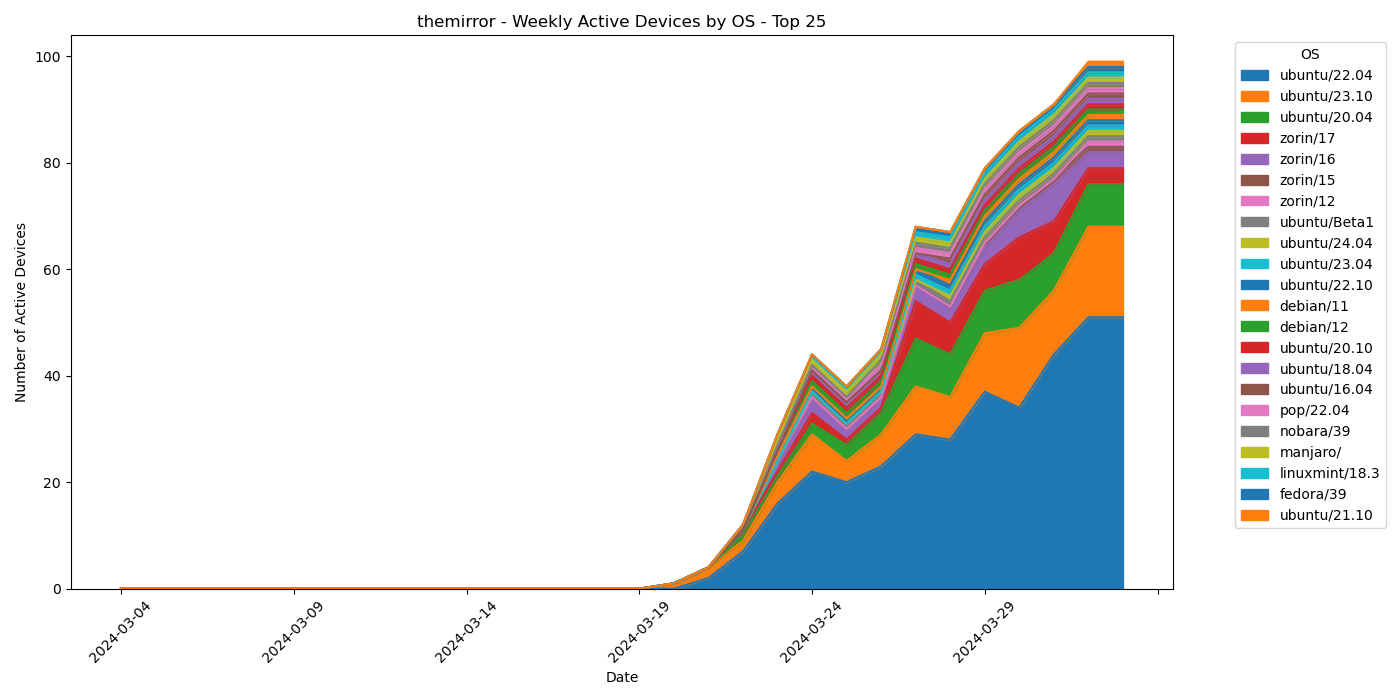 themirror - Weekly Active Devices by OS - Top 25
Number of Active Devices
100
80
60
40
20
0
2024-03-04
2024-03-09
2024-03-14
2024-03-19
2024-03-24
2024-03-29
Date
OS
ubuntu/22.04
ubuntu/23.10
ubuntu/20.04
zorin/17
zorin/16
zorin/15
zorin/12
ubuntu/Beta1
ubuntu/24.04
ubuntu/23.04
ubuntu/22.10
debian/11
debian/12
ubuntu/20.10
ubuntu/18.04
ubuntu/16.04
pop/22.04
nobara/39
manjaro/
linuxmint/18.3
fedora/39
ubuntu/21.10